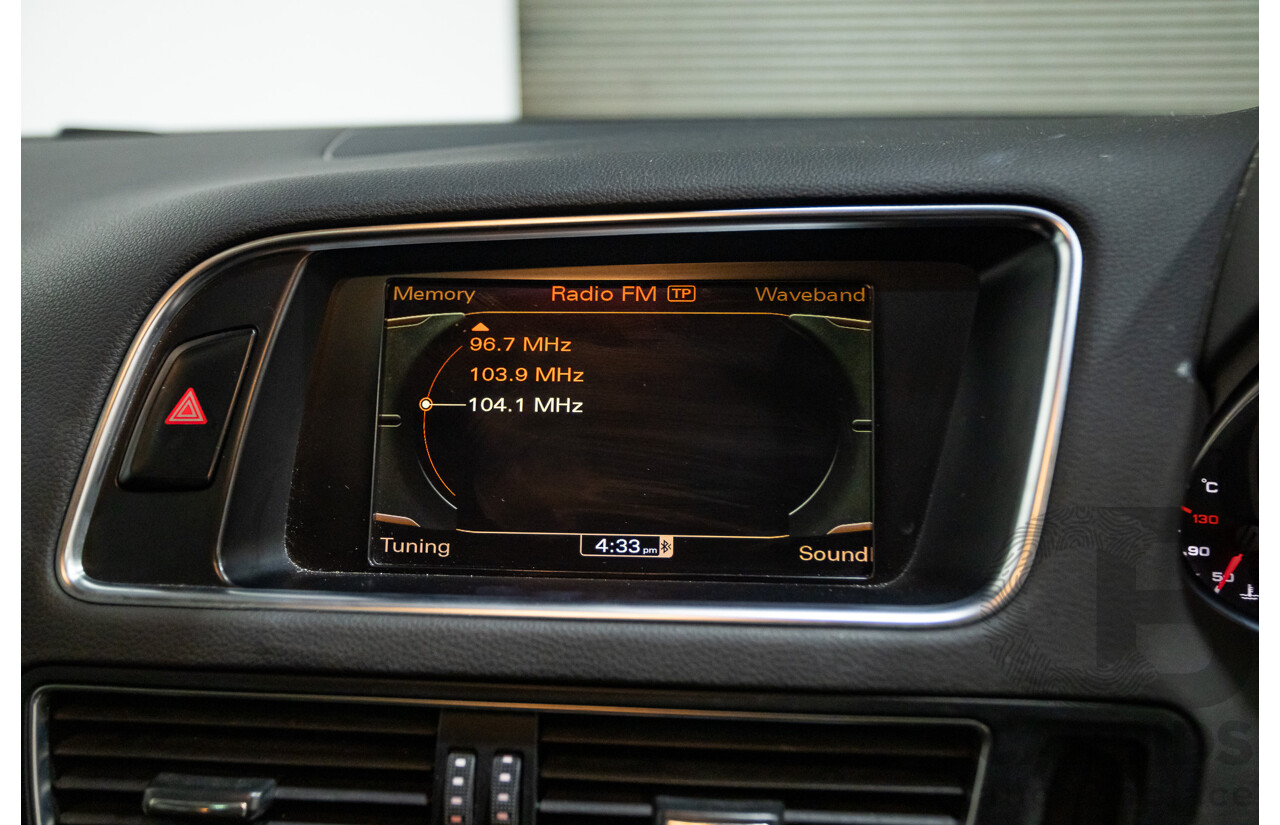 Memory Radio FM TP Waveband
96.7 MHz
103.9 MHz
104.1 MHz
Tuning 4:33 pm Sound
°C
130
90
50